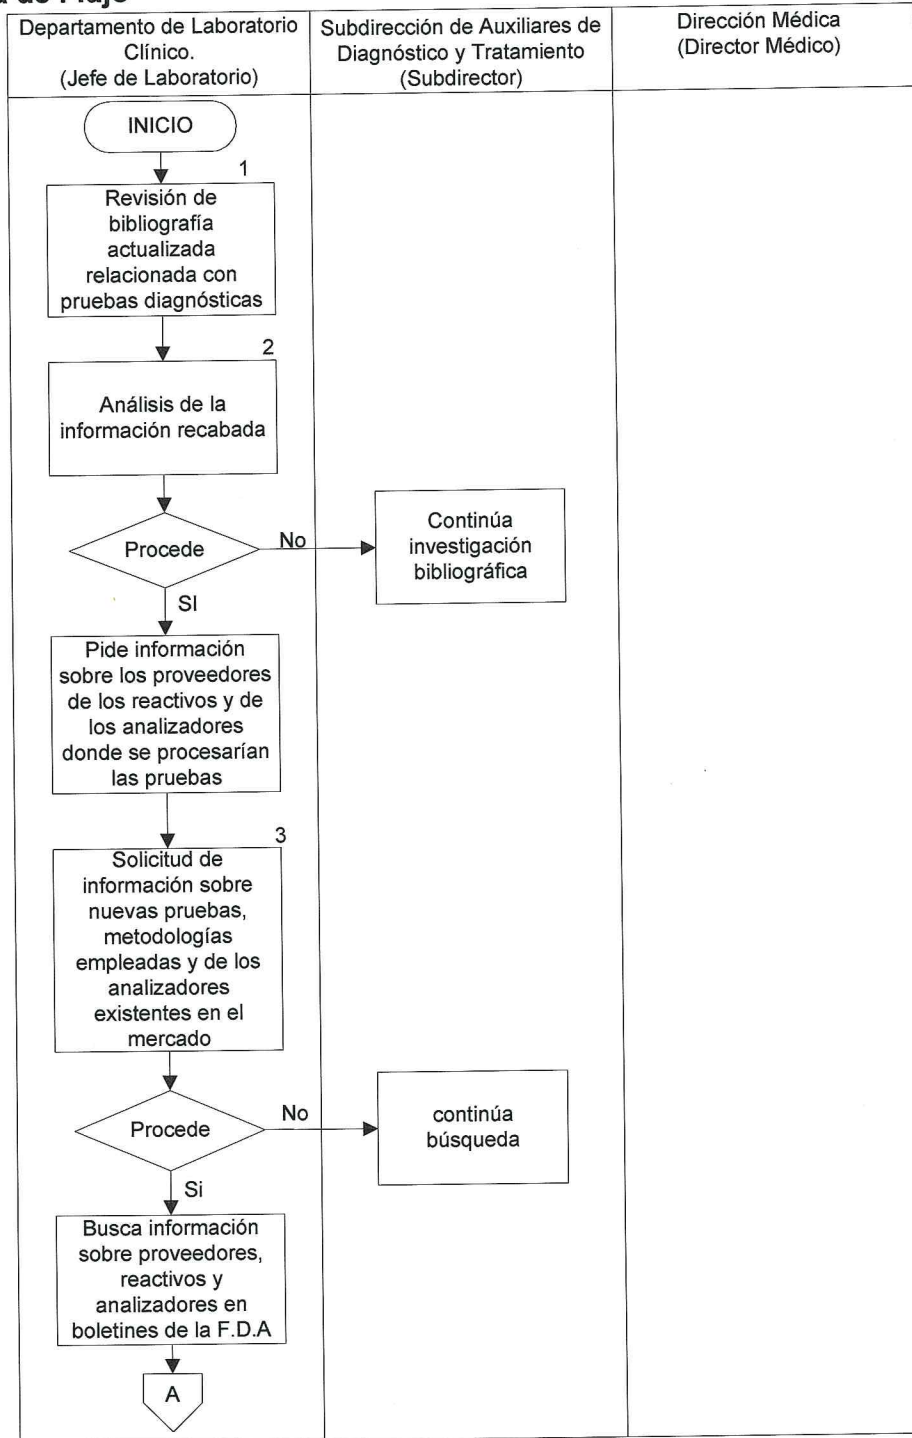 Departamento de Laboratorio
Clínico.
(Jefe de Laboratorio)
Subdirección de Auxiliares de
Diagnóstico y Tratamiento
(Subdirector)
Dirección Médica
(Director Médico)
INICIO
1
Revisión de
bibliografía
actualizada
relacionada con
pruebas diagnósticas
2
Análisis de la
información recabada
Procede
No
Continúa
investigación
bibliográfica
SI
Pide información
sobre los proveedores
de los reactivos y de
los analizadores
donde se procesarían
las pruebas
3
Solicitud de
información sobre
nuevas pruebas,
metodologías
empleadas y de los
analizadores
existentes en el
mercado
Procede
No
continúa
búsqueda
Si
Busca información
sobre proveedores,
reactivos y
analizadores en
boletines de la F.D.A
A